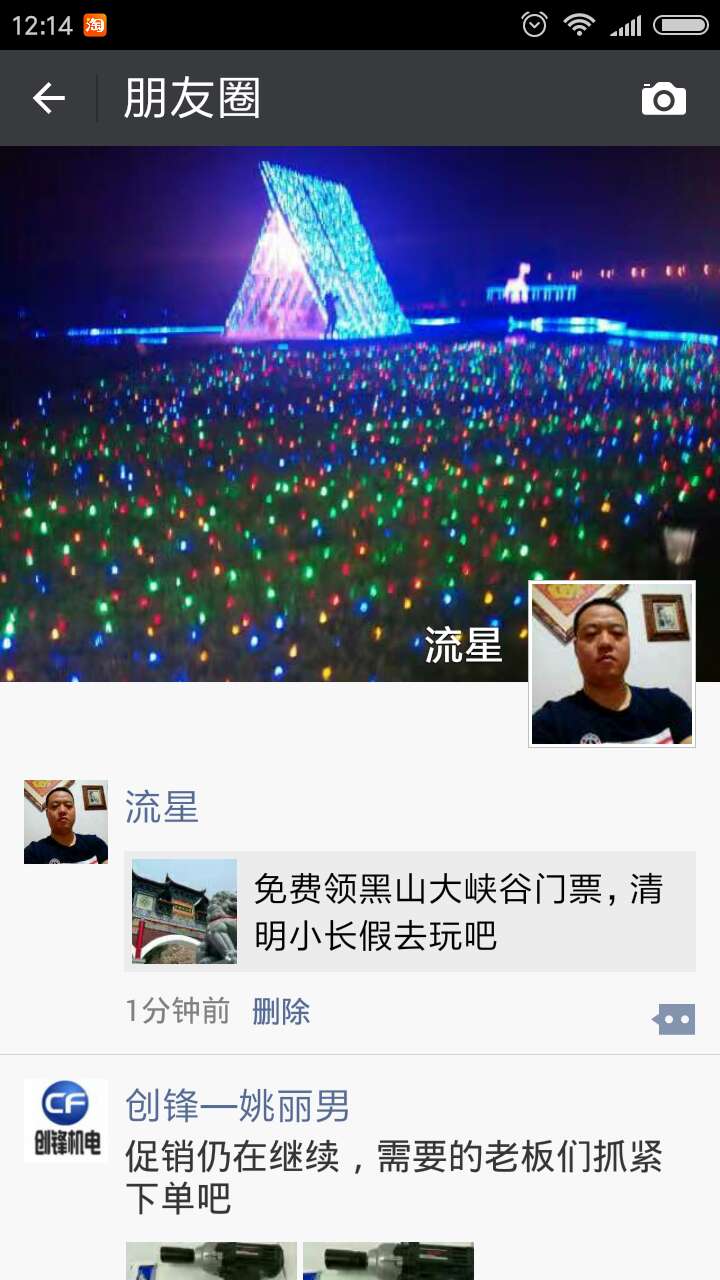 12:14 淘
朋友圈
流星
流星
免费领黑山大峡谷门票，清
明小长假去玩吧
1分钟前 删除
CF
创锋机电
创锋—姚丽男
促销仍在继续，需要的老板们抓紧
下单吧